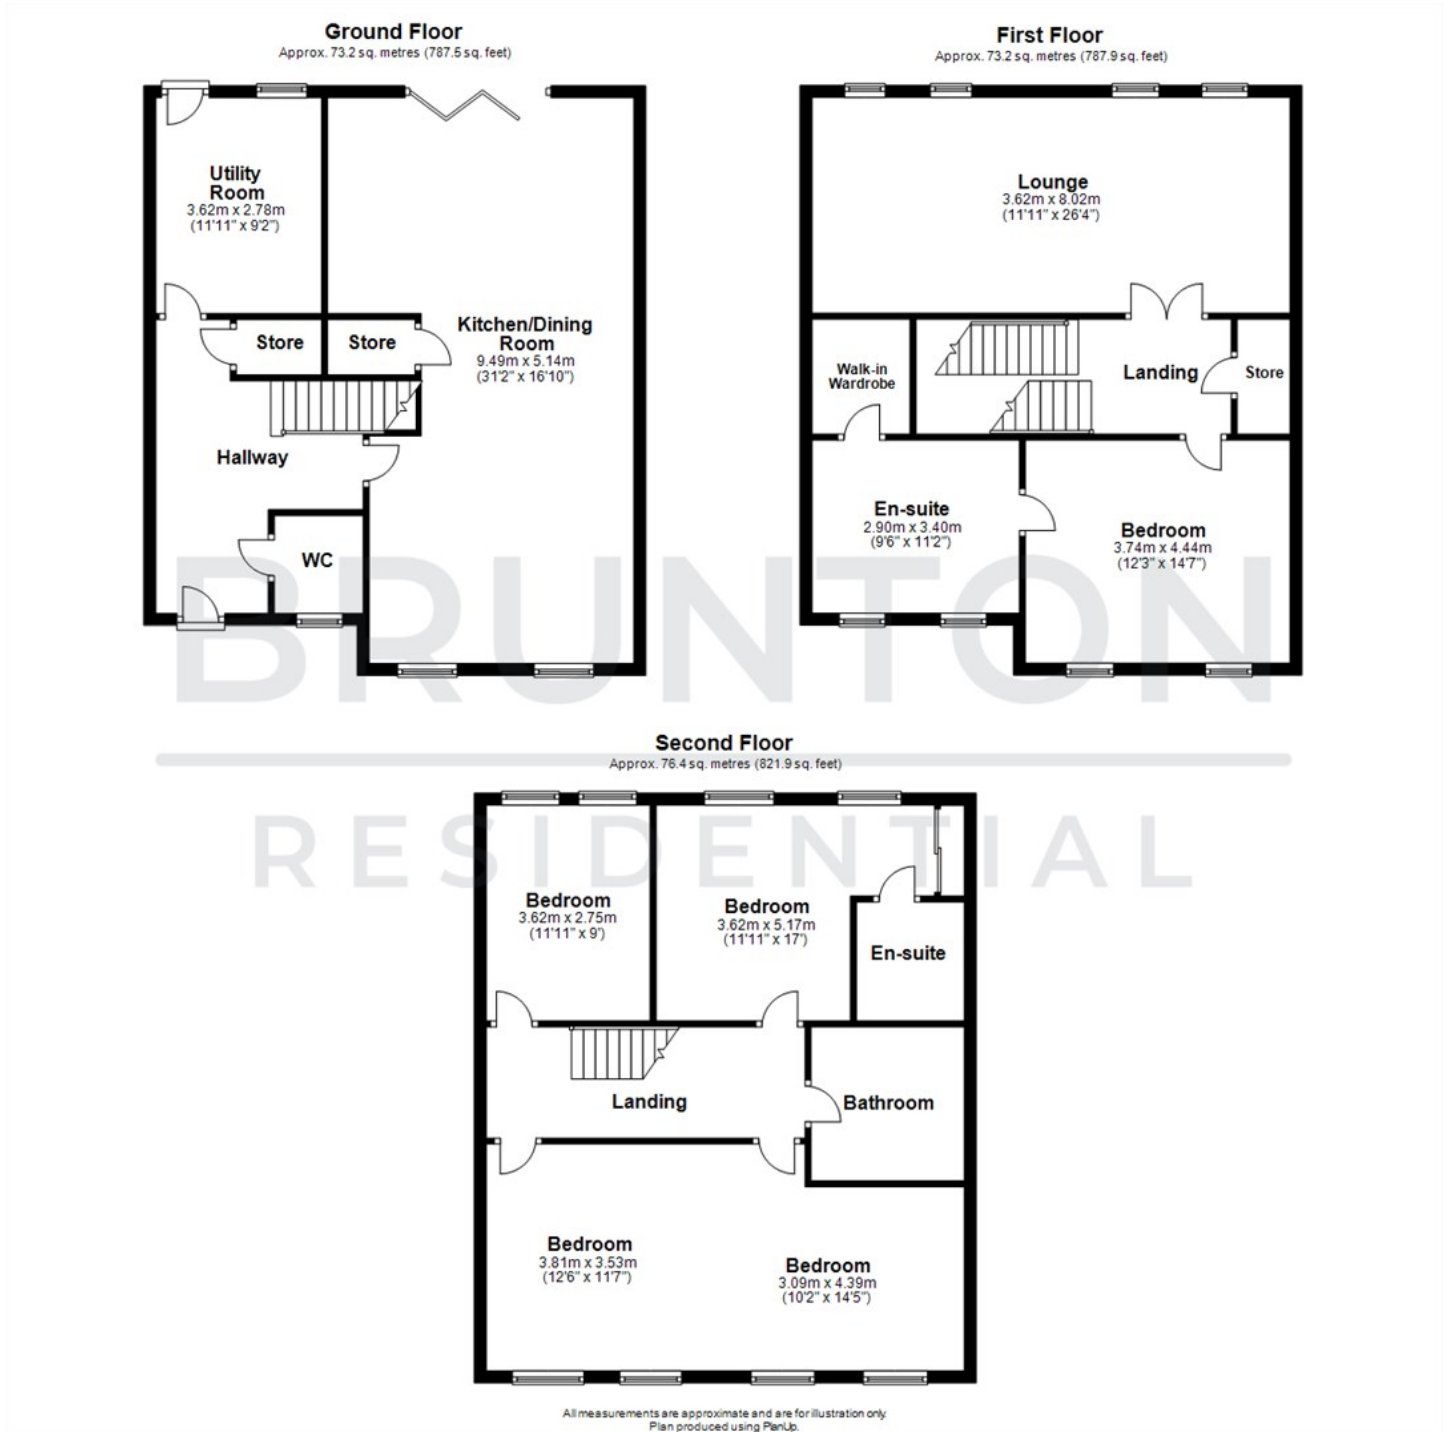 Ground Floor
Approx. 73.2 sq. metres (787.5 sq. feet)
Utility
Room
3.62m x 2.78m
(11'11" x 9'2")
Store
Store
Kitchen/Dining
Room
9.49m x 5.14m
(31'2" x 16'10")
Hallway
WC
First Floor
Approx. 73.2 sq. metres (787.9 sq. feet)
Lounge
3.62m x 8.02m
(11'11" x 26'4")
Walk-in
Wardrobe
Landing
Store
En-suite
2.90m x 3.40m
(9'6" x 11'2")
Bedroom
3.74m x 4.44m
(12'3" x 14'7")
BRUNTON
RESIDENTIAL
Second Floor
Approx. 76.4 sq. metres (821.9 sq. feet)
Bedroom
3.62m x 2.75m
(11'11" x 9')
Bedroom
3.62m x 5.17m
(11'11" x 17')
En-suite
Landing
Bathroom
Bedroom
3.81m x 3.53m
(12'6" x 11'7")
Bedroom
3.09m x 4.39m
(10'2" x 14'5")
All measurements are approximate and are for illustration only.
Plan produced using PlanUp.